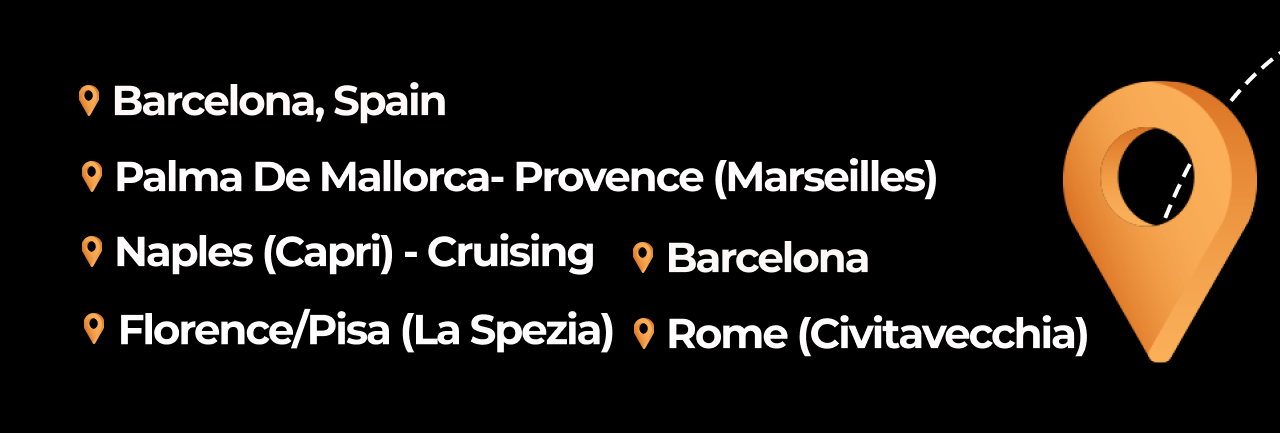 Barcelona, Spain
Palma De Mallorca- Provence (Marseilles)
Naples (Capri) - Cruising
Barcelona
Florence/Pisa (La Spezia)
Rome (Civitavecchia)